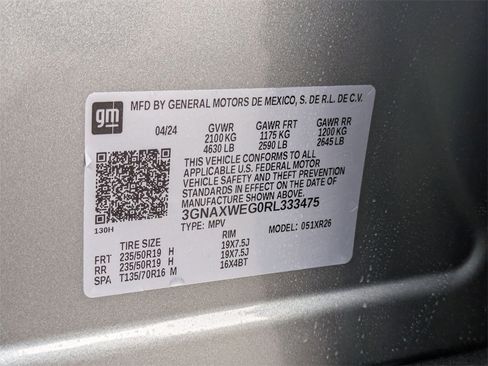 gm
MFD BY GENERAL MOTORS DE MEXICO, S. DE R.L. DE C.V.
04/24 GVWR GAWR FRT GAWR RR
2100 KG 1175 KG 1200 KG
4630 LB 2590 LB 2645 LB
THIS VEHICLE CONFORMS TO ALL
APPLICABLE U.S. FEDERAL MOTOR
VEHICLE SAFETY AND THEFT PREVENTION
STANDARDS IN EFFECT ON THE DATE OF
MANUFACTURE SHOWN ABOVE.
3GNAXWEG0RL333475
130H TYPE: MPV MODEL: 051XR26
TIRE SIZE RIM
FRT 235/50R19 H 19X7.5J
RR 235/50R19 H 19X7.5J
SPA T135/70R16 M 16X4BT